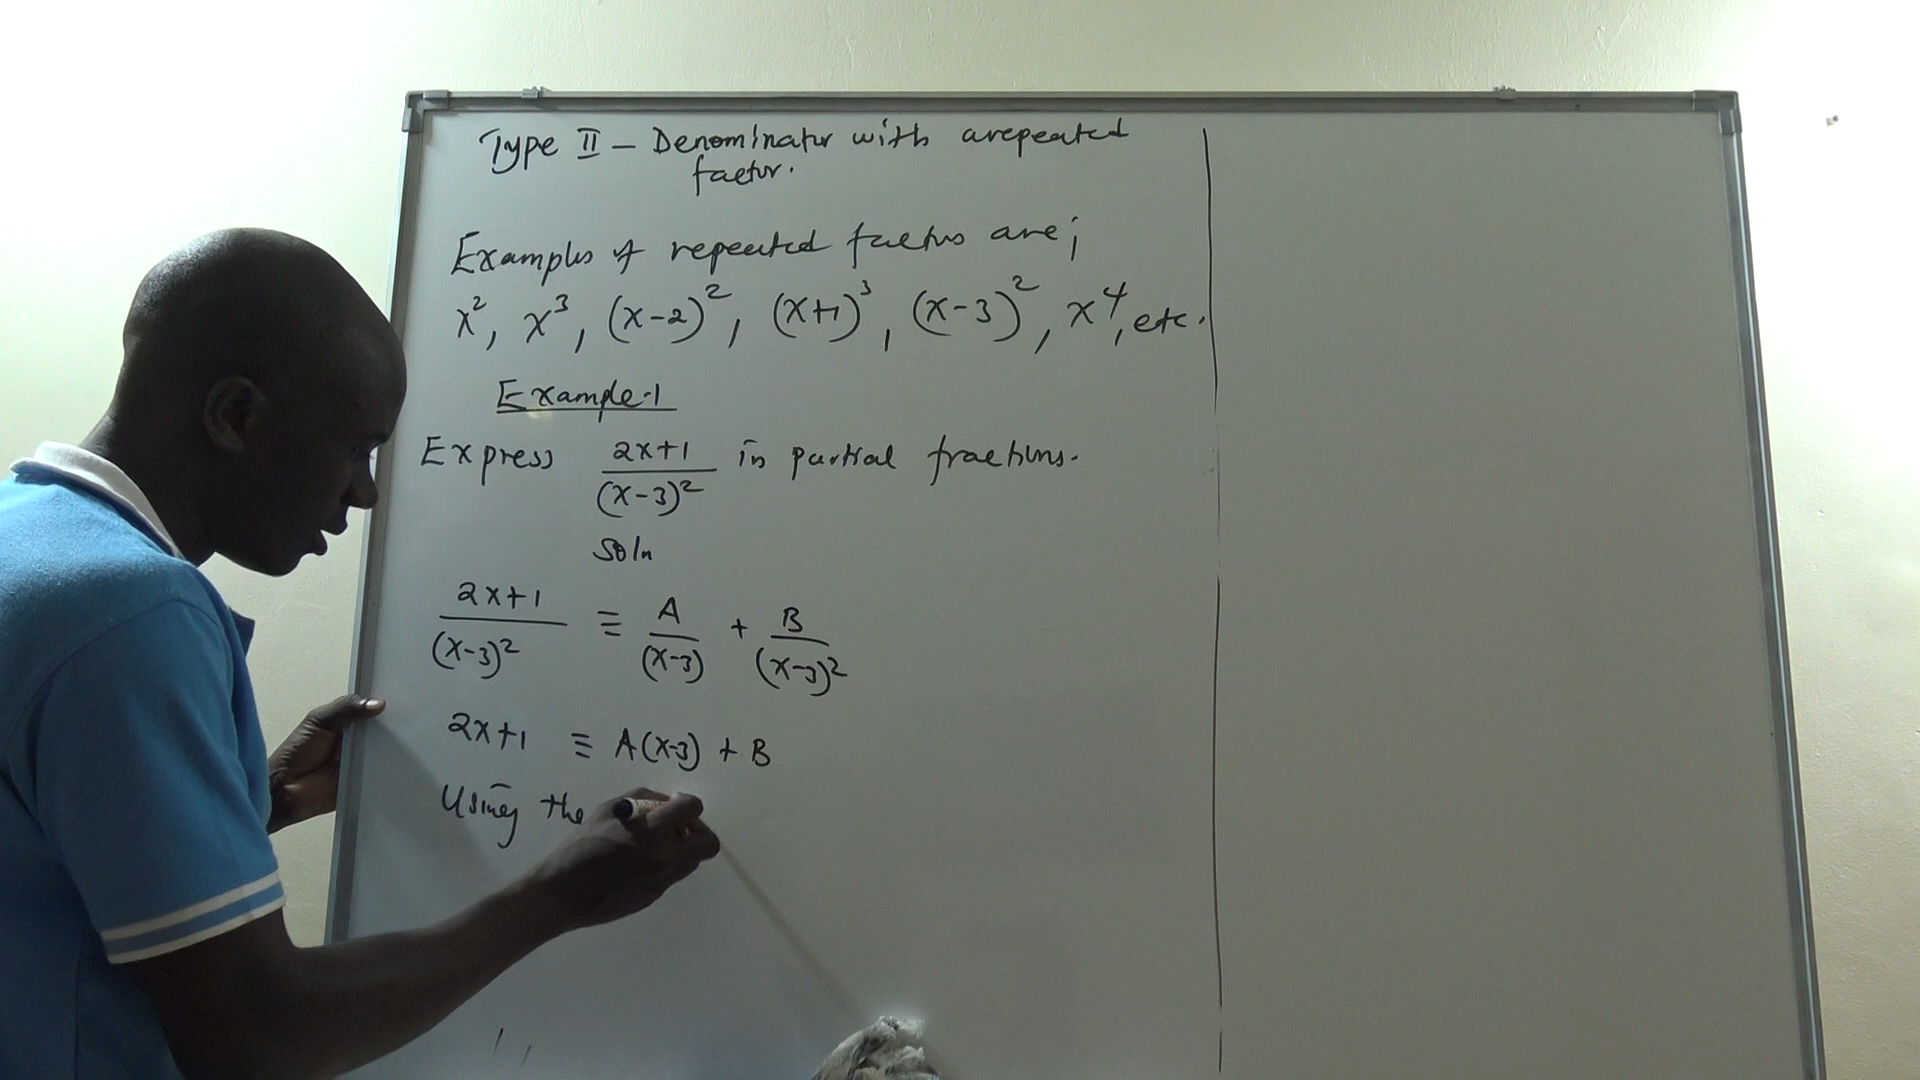 Type II – Denominator with a repeated
factor.
Examples of repeated factors are;
x², x³, (x-2)², (x+1)³, (x-3)², x⁴, etc.
Example-1
Express (2x+1)/(x-3)² in partial fractions.
Soln
(2x+1)/(x-3)² ≡ A/(x-3) + B/(x-3)²
2x+1 ≡ A(x-3) + B
Using the